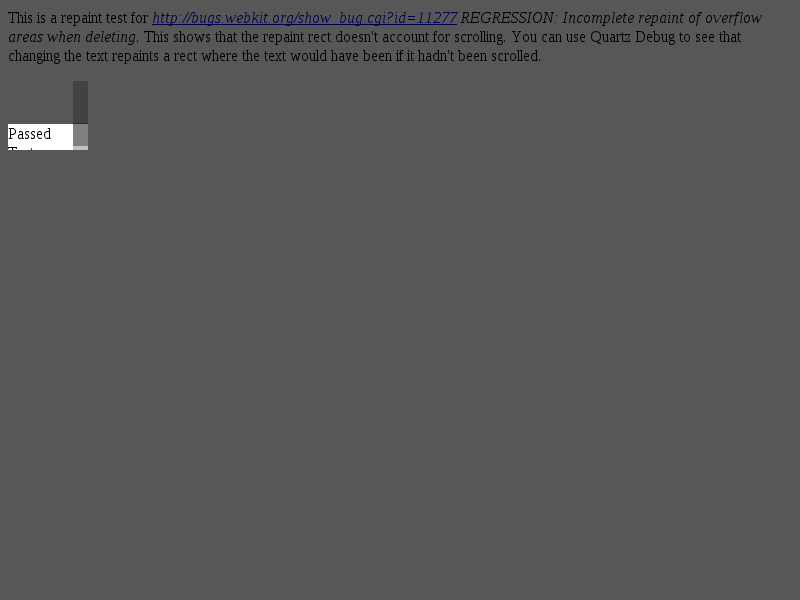 This is a repaint test for http://bugs.webkit.org/show_bug.cgi?id=11277 REGRESSION: Incomplete repaint of overflow
areas when deleting. This shows that the repaint rect doesn't account for scrolling. You can use Quartz Debug to see that
changing the text repaints a rect where the text would have been if it hadn't been scrolled.
Passed